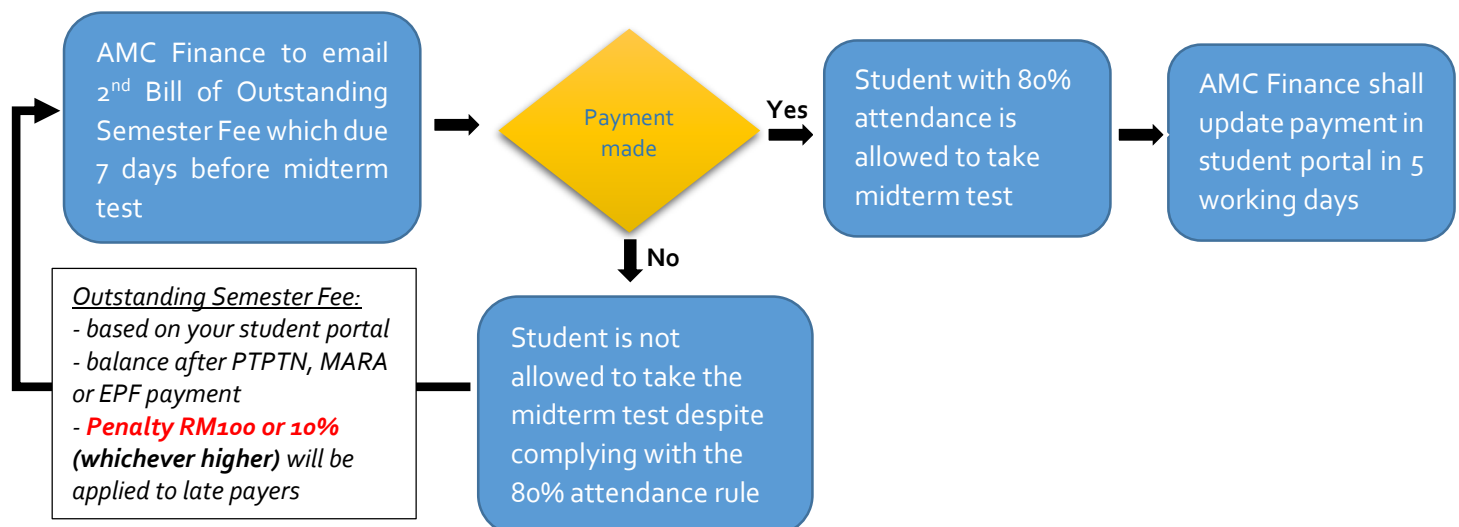 AMC Finance to email
2nd Bill of Outstanding
Semester Fee which due
7 days before midterm
test
Payment
made
Yes
Student with 80%
attendance is
allowed to take
midterm test
AMC Finance shall
update payment in
student portal in 5
working days
No
Outstanding Semester Fee:
- based on your student portal
- balance after PTPTN, MARA
or EPF payment
- Penalty RM100 or 10%
(whichever higher) will be
applied to late payers
Student is not
allowed to take the
midterm test despite
complying with the
80% attendance rule